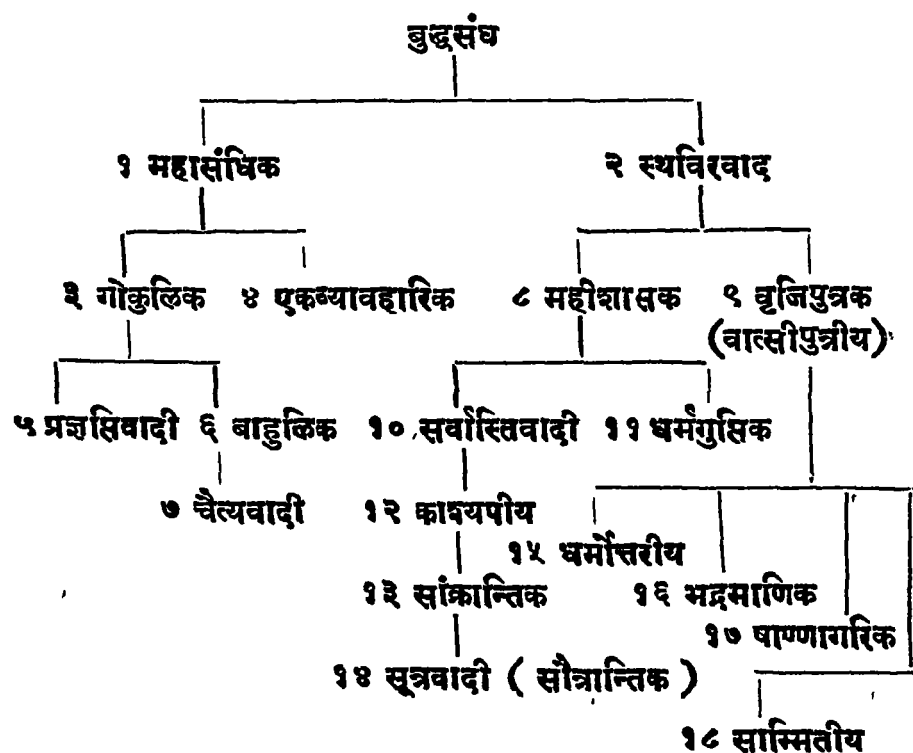 बुद्धसंघ
१ महासंघिक २ स्थविरवाद
३ गोकुलिक ४ एकव्यावहारिक ८ महीशासक ९ वृजिपुत्रक
(वात्सीपुत्रीय)
५ प्रज्ञप्तिवादी ६ बाहुलिक १० सर्वास्तिवादी ११ धर्मगुप्तिक
७ चैत्यवादी १२ काश्यपीय
१५ धर्मोत्तरीय
१३ सांक्रान्तिक १६ भद्रमाणिक
१७ षाण्णागरिक
१४ सूत्रवादी ( सौत्रान्तिक )
१८ साम्मितीय